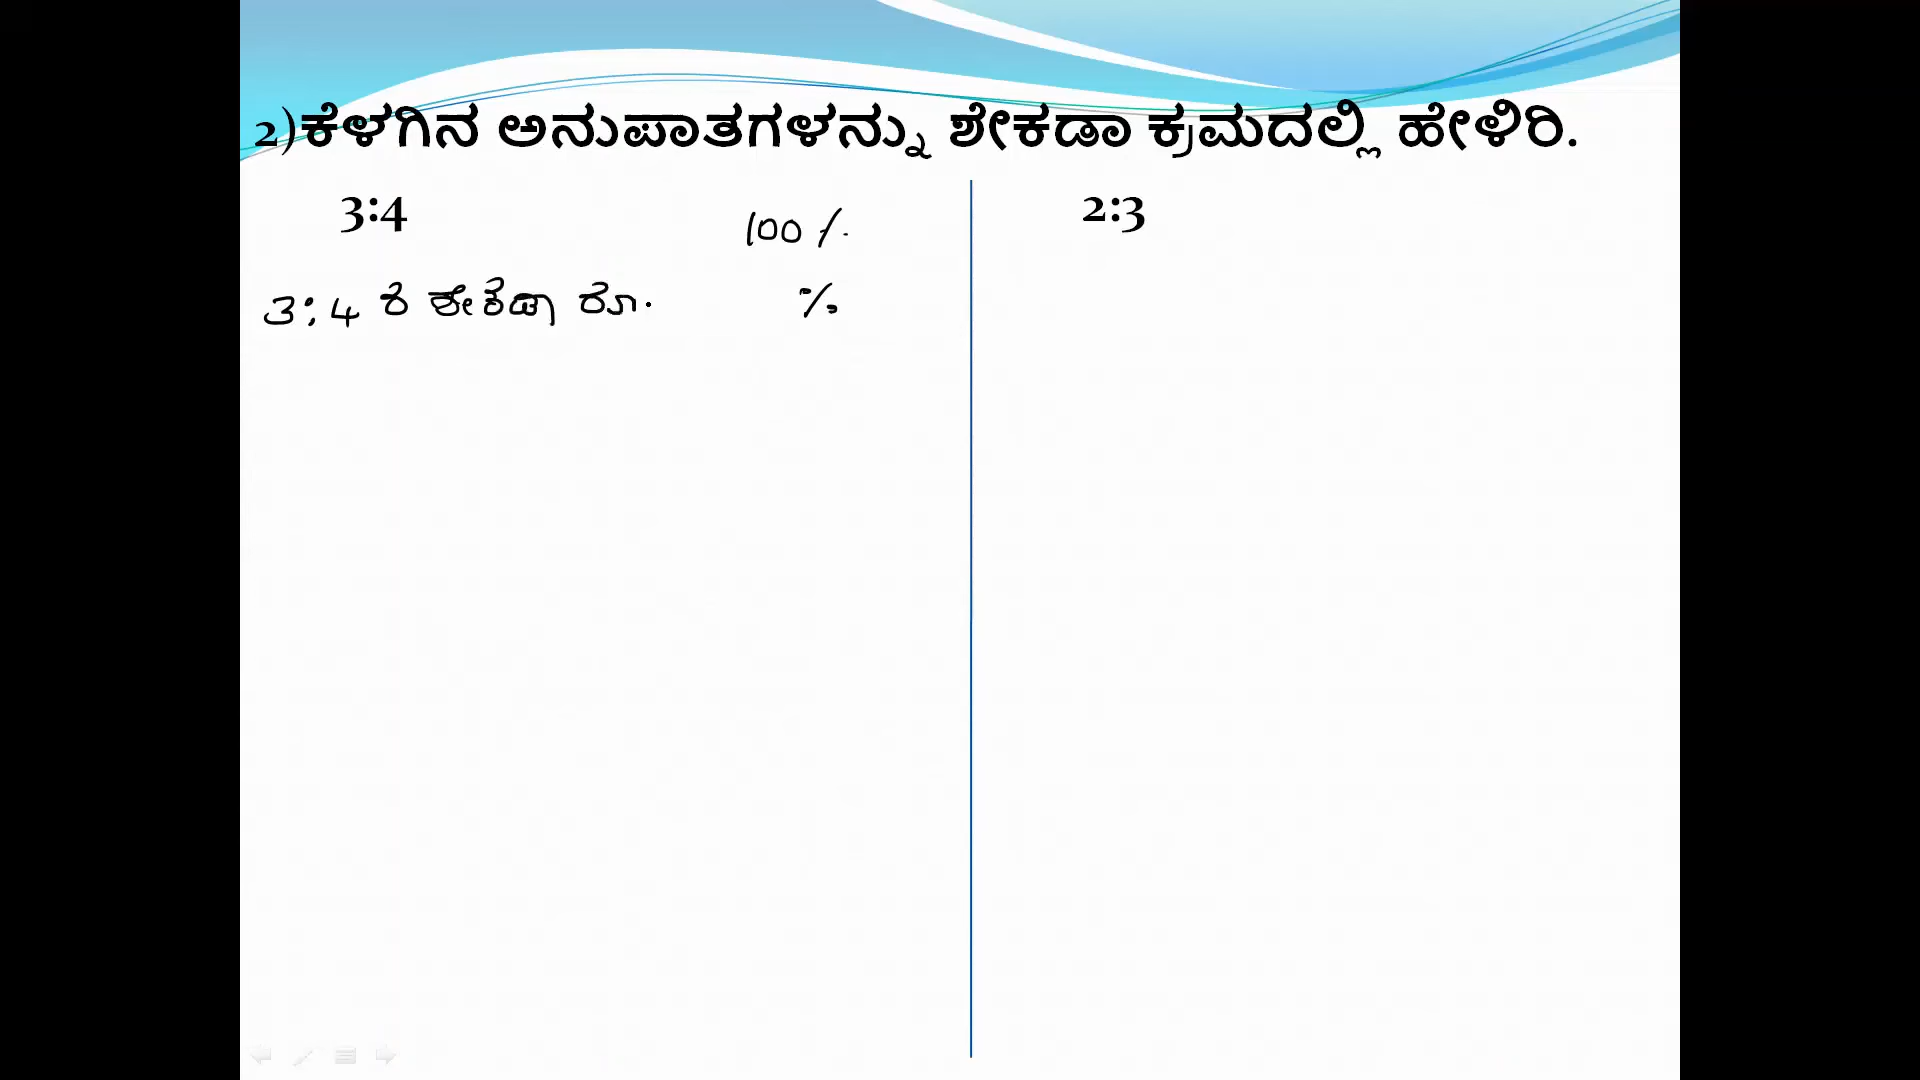 2)ಕೆಳಗಿನ ಅನುಪಾತಗಳನ್ನು ಶೇಕಡಾ ಕ್ರಮದಲ್ಲಿ ಹೇಳಿರಿ.
3:4
100 %
3:4 ರ ಶೇಕಡಾ ರೂ.
%
2:3